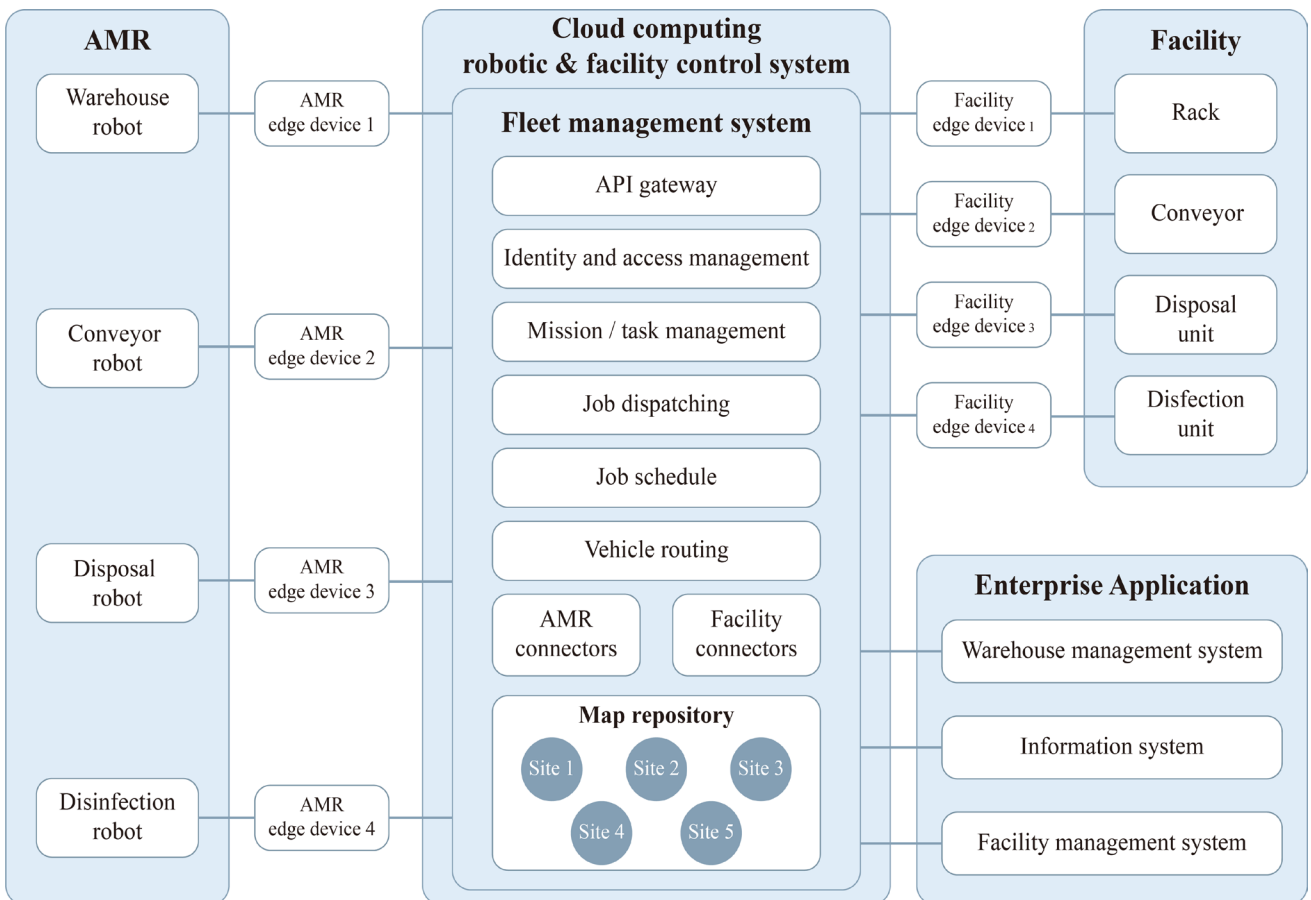 AMR
Warehouse
robot
Conveyor
robot
Disposal
robot
Disinfection
robot
AMR
edge device 1
AMR
edge device 2
AMR
edge device 3
AMR
edge device 4
Cloud computing
robotic & facility control system
Fleet management system
API gateway
Identity and access management
Mission / task management
Job dispatching
Job schedule
Vehicle routing
AMR
connectors
Facility
connectors
Map repository
Site 1
Site 2
Site 3
Site 4
Site 5
Facility
edge device 1
Facility
edge device 2
Facility
edge device 3
Facility
edge device 4
Facility
Rack
Conveyor
Disposal
unit
Disfection
unit
Enterprise Application
Warehouse management system
Information system
Facility management system